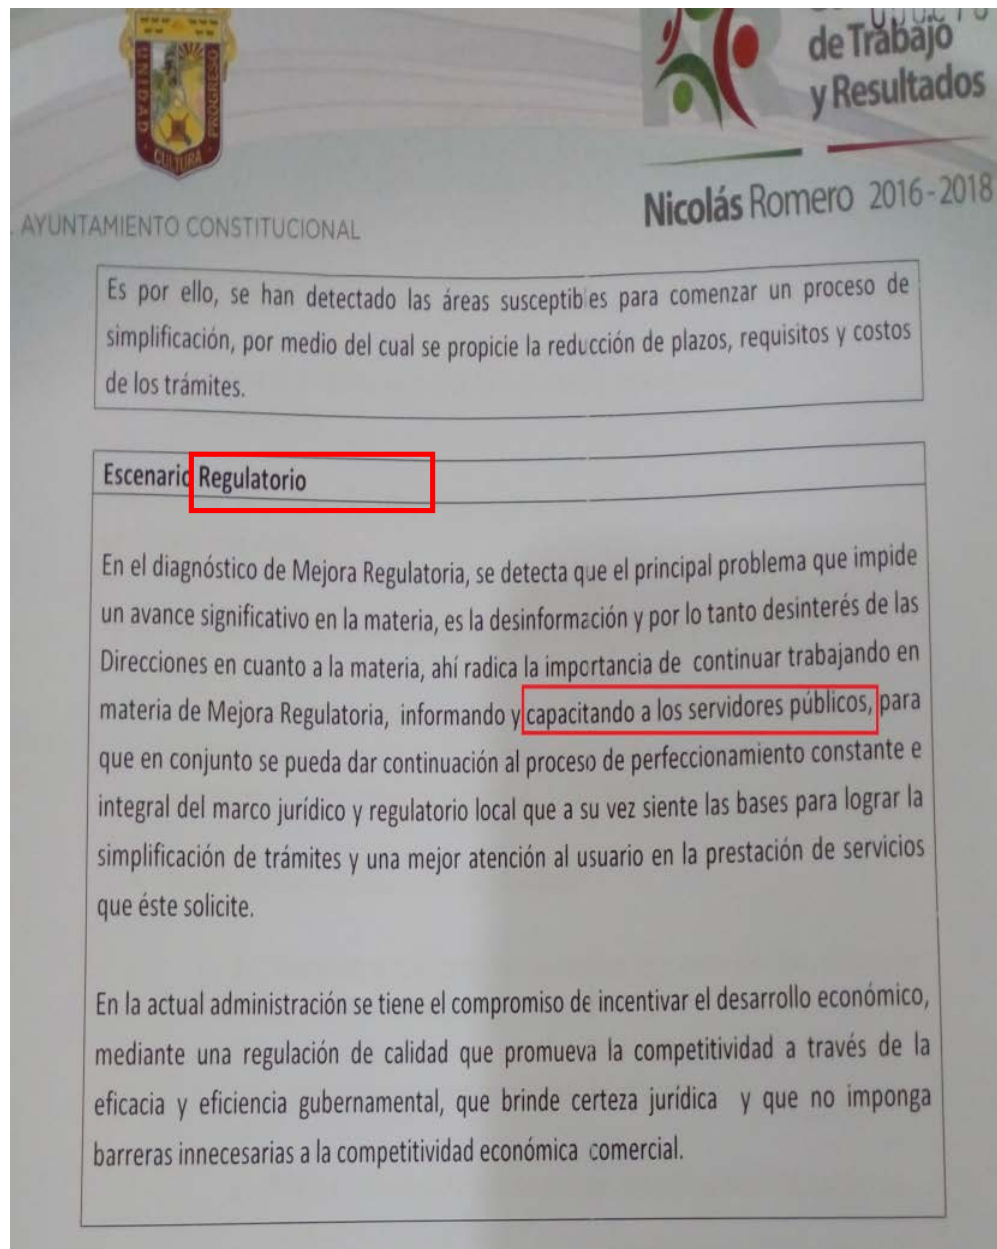 UNIDAD
PROGRESO
CULTURA
de Trabajo
y Resultados
Nicolás Romero 2016-2018
. AYUNTAMIENTO CONSTITUCIONAL
Es por ello, se han detectado las áreas susceptibles para comenzar un proceso de
simplificación, por medio del cual se propicie la reducción de plazos, requisitos y costos
de los trámites.
Escenario Regulatorio
En el diagnóstico de Mejora Regulatoria, se detecta que el principal problema que impide
un avance significativo en la materia, es la desinformación y por lo tanto desinterés de las
Direcciones en cuanto a la materia, ahí radica la importancia de continuar trabajando en
materia de Mejora Regulatoria, informando y capacitando a los servidores públicos, para
que en conjunto se pueda dar continuación al proceso de perfeccionamiento constante e
integral del marco jurídico y regulatorio local que a su vez siente las bases para lograr la
simplificación de trámites y una mejor atención al usuario en la prestación de servicios
que éste solicite.
En la actual administración se tiene el compromiso de incentivar el desarrollo económico,
mediante una regulación de calidad que promueva la competitividad a través de la
eficacia y eficiencia gubernamental, que brinde certeza jurídica y que no imponga
barreras innecesarias a la competitividad económica comercial.